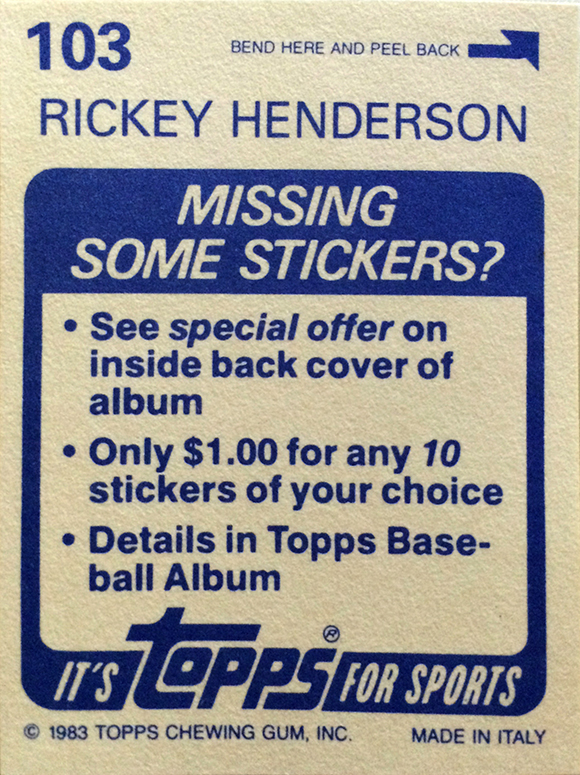 103 BEND HERE AND PEEL BACK
RICKEY HENDERSON
MISSING
SOME STICKERS?
• See special offer on
inside back cover of
album
• Only $1.00 for any 10
stickers of your choice
• Details in Topps Base-
ball Album
IT'S TOPPS® FOR SPORTS
© 1983 TOPPS CHEWING GUM, INC. MADE IN ITALY